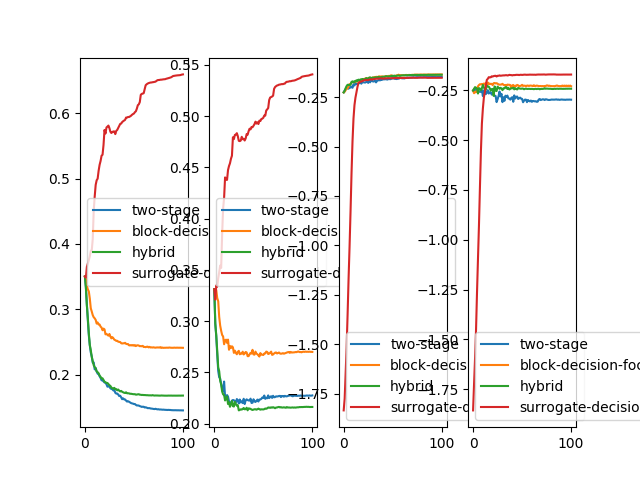 0.6
0.5
0.4
0.3
0.2
0
100
two-stage
block-decis
hybrid
surrogate-d
0.55
0.50
0.45
0.40
0.35
0.30
0.25
0.20
0
100
two-stage
block-decis
hybrid
surrogate-d
−0.25
−0.50
−0.75
−1.00
−1.25
−1.50
−1.75
0
100
two-stage
block-decis
hybrid
surrogate-d
−0.25
−0.50
−0.75
−1.00
−1.25
−1.50
−1.75
0
100
two-stage
block-decision-foc
hybrid
surrogate-decisio